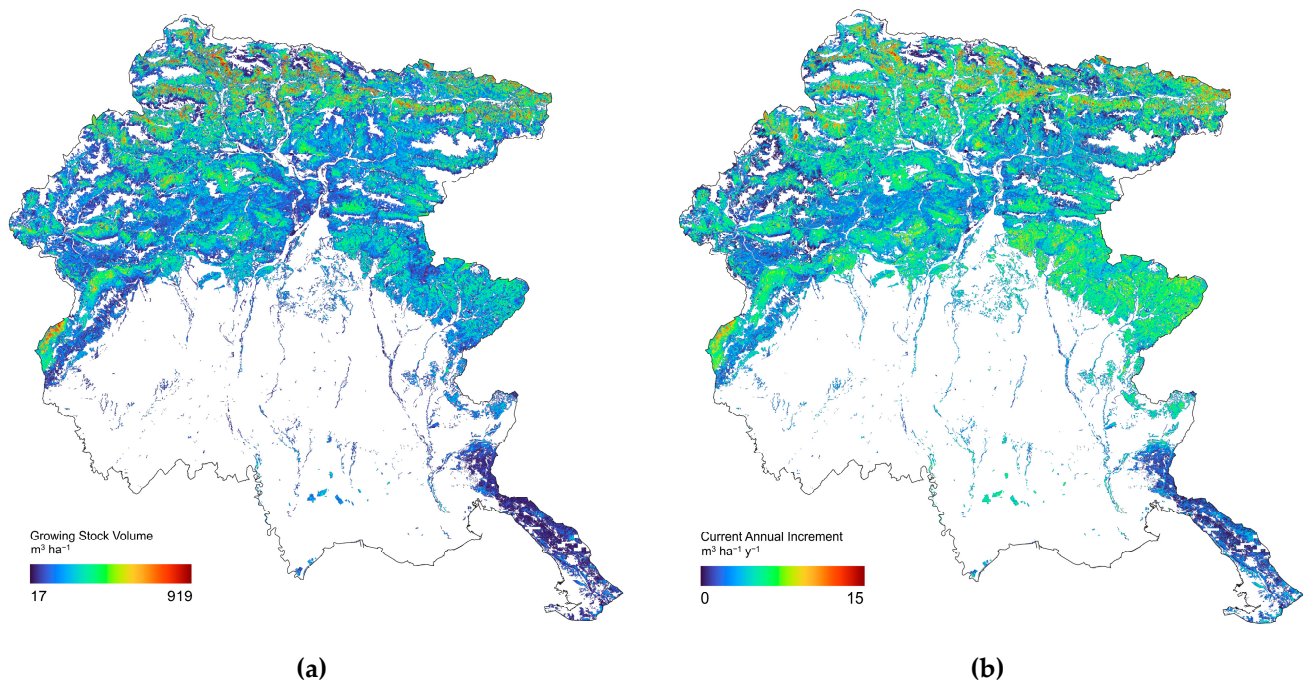 Growing Stock Volume
m³ ha⁻¹
17 919
(a)
Current Annual Increment
m³ ha⁻¹ y⁻¹
0 15
(b)